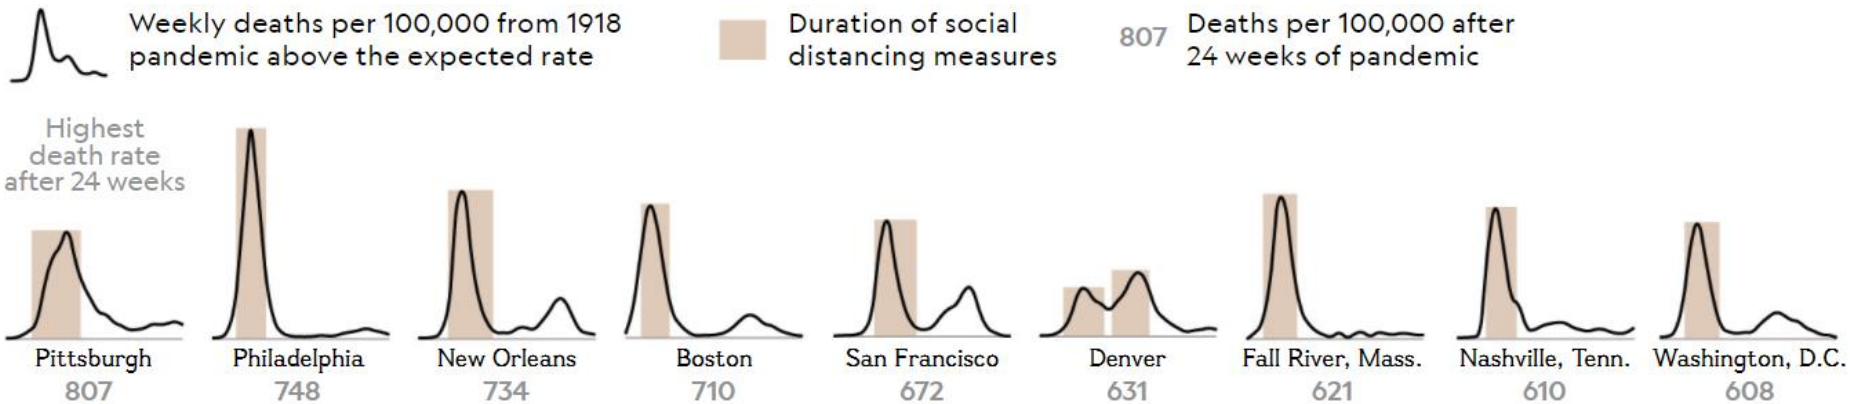 Weekly deaths per 100,000 from 1918
pandemic above the expected rate
Duration of social
distancing measures
807
Deaths per 100,000 after
24 weeks of pandemic
Highest
death rate
after 24 weeks
Pittsburgh
807
Philadelphia
748
New Orleans
734
Boston
710
San Francisco
672
Denver
631
Fall River, Mass.
621
Nashville, Tenn.
610
Washington, D.C.
608